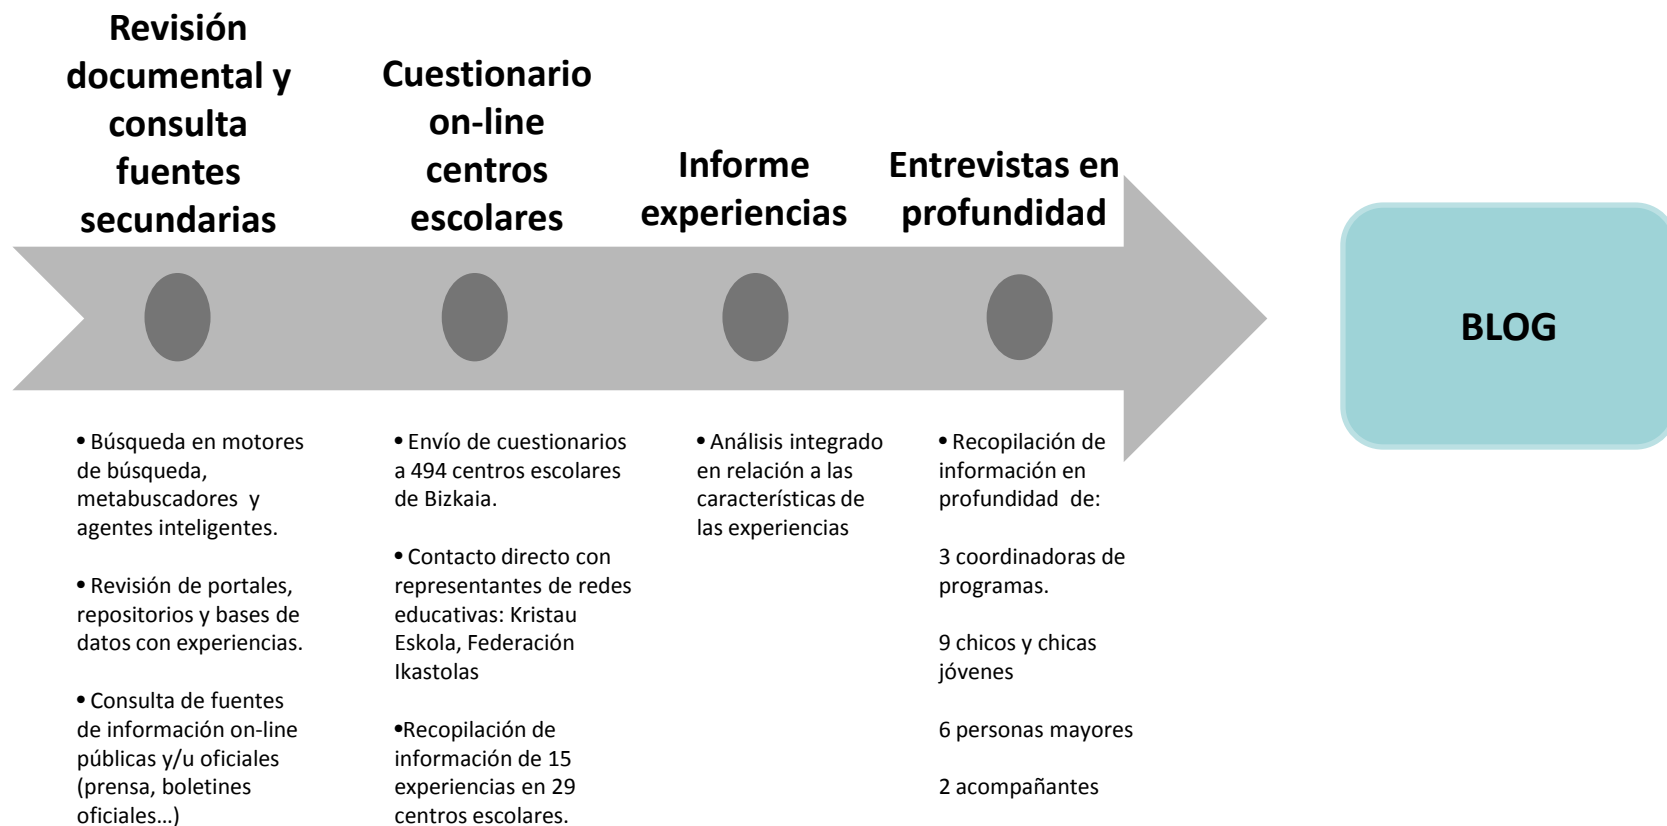 Revisión
documental y
consulta
fuentes
secundarias
Cuestionario
on-line
centros
escolares
Informe
experiencias
Entrevistas en
profundidad
BLOG
• Búsqueda en motores
de búsqueda,
metabuscadores y
agentes inteligentes.
• Revisión de portales,
repositorios y bases de
datos con experiencias.
• Consulta de fuentes
de información on-line
públicas y/u oficiales
(prensa, boletines
oficiales...)
• Envío de cuestionarios
a 494 centros escolares
de Bizkaia.
• Contacto directo con
representantes de redes
educativas: Kristau
Eskola, Federación
Ikastolas
•Recopilación de
información de 15
experiencias en 29
centros escolares.
• Análisis integrado
en relación a las
características de
las experiencias
• Recopilación de
información en
profundidad de:
3 coordinadoras de
programas.
9 chicos y chicas
jóvenes
6 personas mayores
2 acompañantes